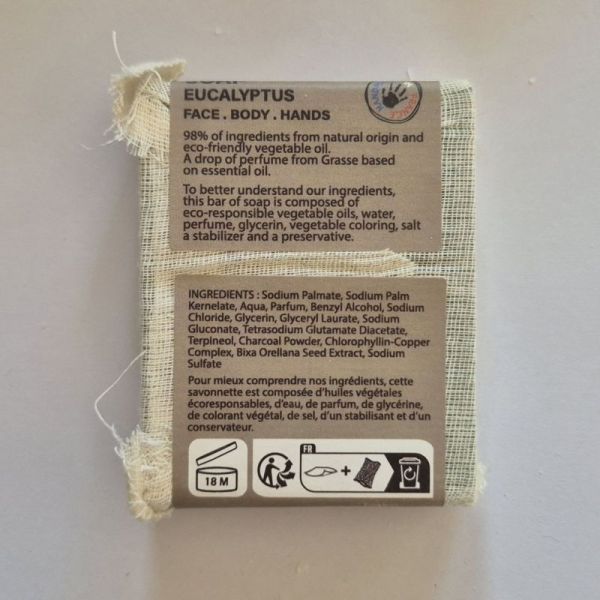 SOAP
EUCALYPTUS
FACE . BODY . HANDS
98% of ingredients from natural origin and
eco-friendly vegetable oil.
A drop of perfume from Grasse based
on essential oil.
To better understand our ingredients,
this bar of soap is composed of
eco-responsible vegetable oils, water,
perfume, glycerin, vegetable coloring, salt
a stabilizer and a preservative.
INGREDIENTS : Sodium Palmate, Sodium Palm
Kernelate, Aqua, Parfum, Benzyl Alcohol, Sodium
Chloride, Glycerin, Glyceryl Laurate, Sodium
Gluconate, Tetrasodium Glutamate Diacetate,
Terpineol, Charcoal Powder, Chlorophyllin-Copper
Complex, Bixa Orellana Seed Extract, Sodium
Sulfate
Pour mieux comprendre nos ingrédients, cette
savonnette est composée d'huiles végétales
écoresponsables, d'eau, de parfum, de glycérine,
de colorant végétal, de sel, d'un stabilisant et d'un
conservateur.
18 M
FR
+